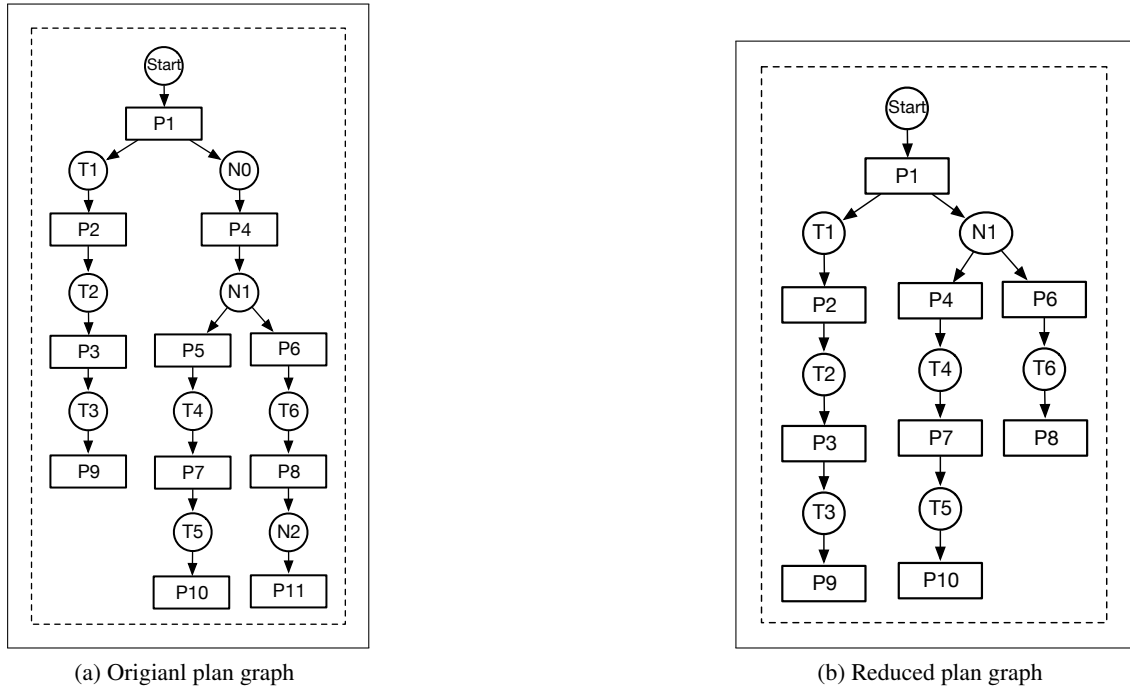 Start
P1
T1 N0
P2 P4
T2 N1
P3 P5 P6
T3 T4 T6
P9 P7 P8
T5 N2
P10 P11
(a) Origianl plan graph
Start
P1
T1 N1
P2 P4 P6
T2 T4 T6
P3 P7 P8
T3 T5
P9 P10
(b) Reduced plan graph